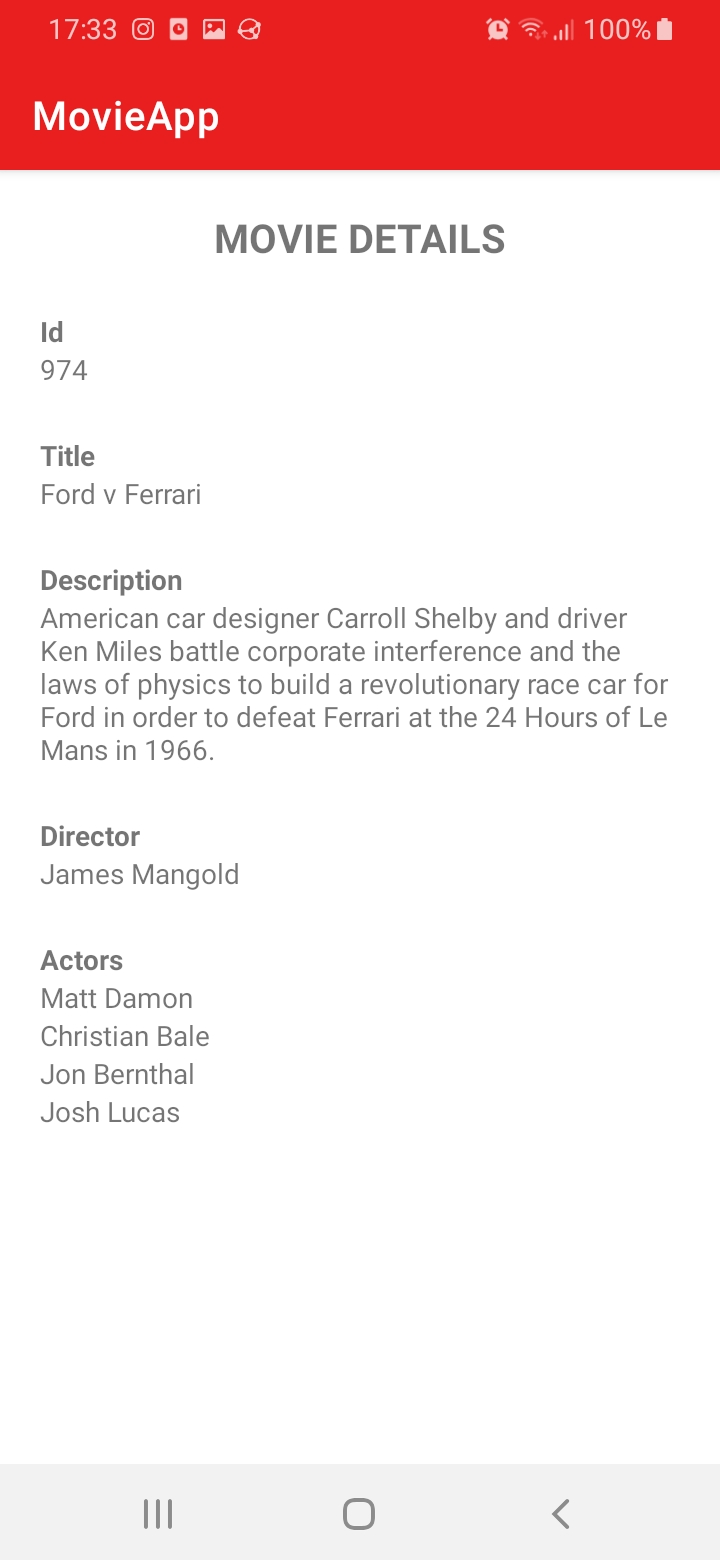 17:33 100%
MovieApp
MOVIE DETAILS
Id
974
Title
Ford v Ferrari
Description
American car designer Carroll Shelby and driver
Ken Miles battle corporate interference and the
laws of physics to build a revolutionary race car for
Ford in order to defeat Ferrari at the 24 Hours of Le
Mans in 1966.
Director
James Mangold
Actors
Matt Damon
Christian Bale
Jon Bernthal
Josh Lucas